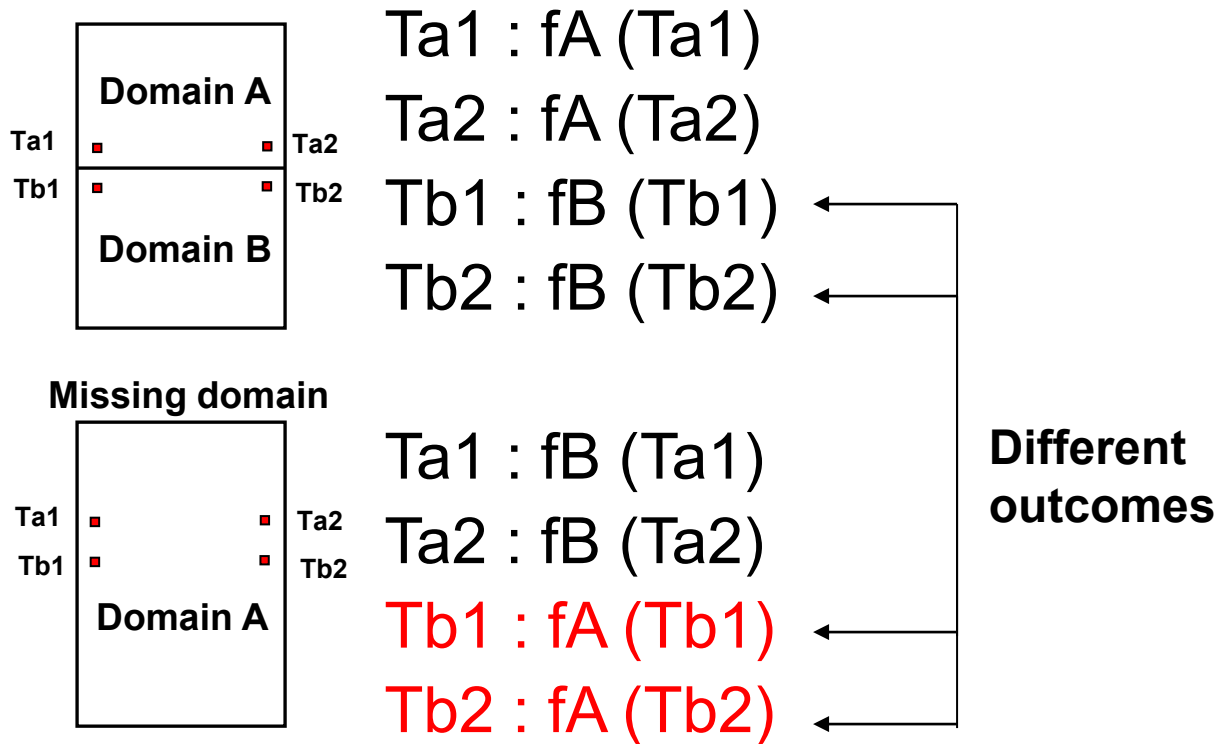 Domain A
Ta1
Ta2
Tb1
Tb2
Domain B
Ta1 : fA (Ta1)
Ta2 : fA (Ta2)
Tb1 : fB (Tb1)
Tb2 : fB (Tb2)
Missing domain
Ta1
Ta2
Tb1
Tb2
Domain A
Ta1 : fB (Ta1)
Ta2 : fB (Ta2)
Tb1 : fA (Tb1)
Tb2 : fA (Tb2)
Different
outcomes